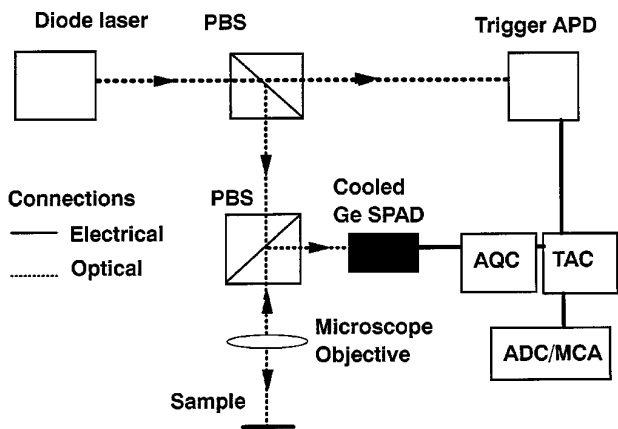 Diode laser
PBS
Trigger APD
Connections
Electrical
Optical
PBS
Cooled
Ge SPAD
AQC
TAC
Microscope
Objective
ADC/MCA
Sample